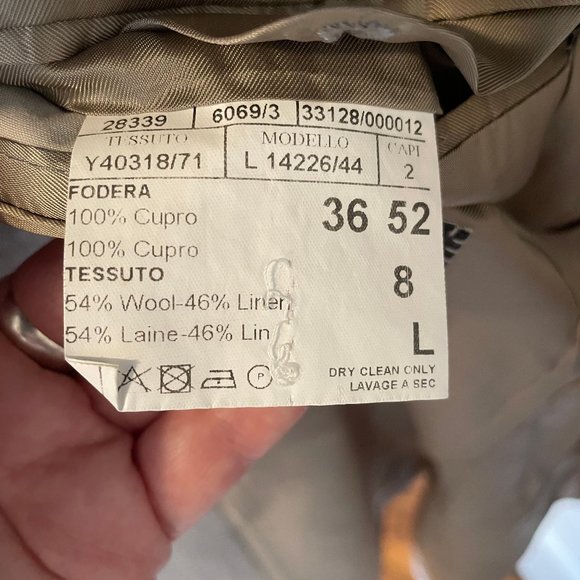 28339 6069/3 33128/000012
TESSUTO MODELLO CAPI
Y40318/71 L 14226/44 2
FODERA
100% Cupro 36 52
100% Cupro
TESSUTO 8
54% Wool-46% Linen
54% Laine-46% Lin L
DRY CLEAN ONLY
P LAVAGE A SEC